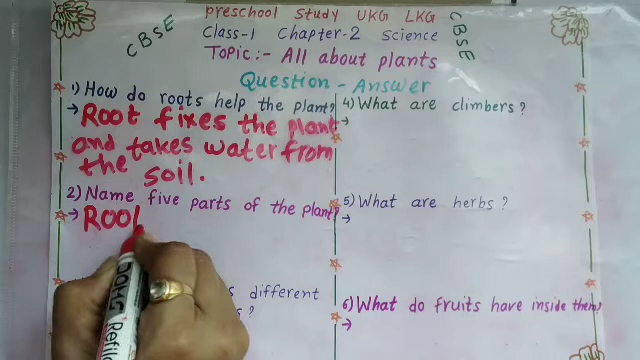 preschool study UKG LKG
CBSE
CBSE
Class-1 Chapter-2 Science
Topic:- All about plants
Question - Answer
1) How do roots help the plant?
→ Root fixes the plant
and takes water from
the soil.
2) Name five parts of the plant?
→ Root
s different
s?
4) What are climbers?
→
5) What are herbs?
→
6) What do fruits have inside them?
→
DOMS Refill